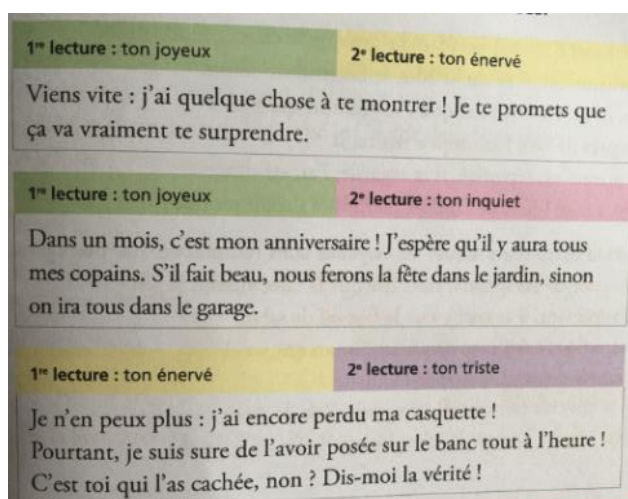 1re lecture : ton joyeux
2e lecture : ton énervé
Viens vite : j'ai quelque chose à te montrer ! Je te promets que
ça va vraiment te surprendre.
1re lecture : ton joyeux
2e lecture : ton inquiet
Dans un mois, c'est mon anniversaire ! J'espère qu'il y aura tous
mes copains. S'il fait beau, nous ferons la fête dans le jardin, sinon
on ira tous dans le garage.
1re lecture : ton énervé
2e lecture : ton triste
Je n'en peux plus : j'ai encore perdu ma casquette !
Pourtant, je suis sure de l'avoir posée sur le banc tout à l'heure !
C'est toi qui l'as cachée, non ? Dis-moi la vérité !